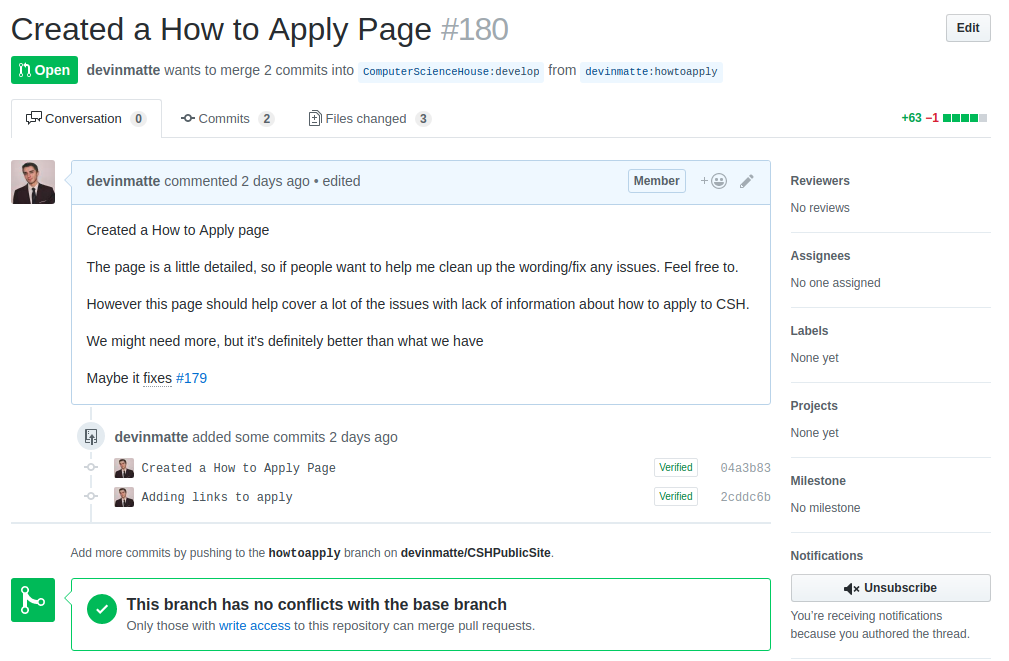 Created a How to Apply Page #180
Edit
Open
devinmatte wants to merge 2 commits into ComputerScienceHouse:develop from devinmatte:howtoapply
Conversation 0
Commits 2
Files changed 3
+63 −1
devinmatte commented 2 days ago • edited
Member
+
Created a How to Apply page
The page is a little detailed, so if people want to help me clean up the wording/fix any issues. Feel free to.
However this page should help cover a lot of the issues with lack of information about how to apply to CSH.
We might need more, but it's definitely better than what we have
Maybe it fixes #179
devinmatte added some commits 2 days ago
Created a How to Apply Page Verified 04a3b83
Adding links to apply Verified 2cddc6b
Add more commits by pushing to the howtoapply branch on devinmatte/CSHPublicSite.
This branch has no conflicts with the base branch
Only those with write access to this repository can merge pull requests.
Reviewers
No reviews
Assignees
No one assigned
Labels
None yet
Projects
None yet
Milestone
No milestone
Notifications
Unsubscribe
You're receiving notifications
because you authored the thread.